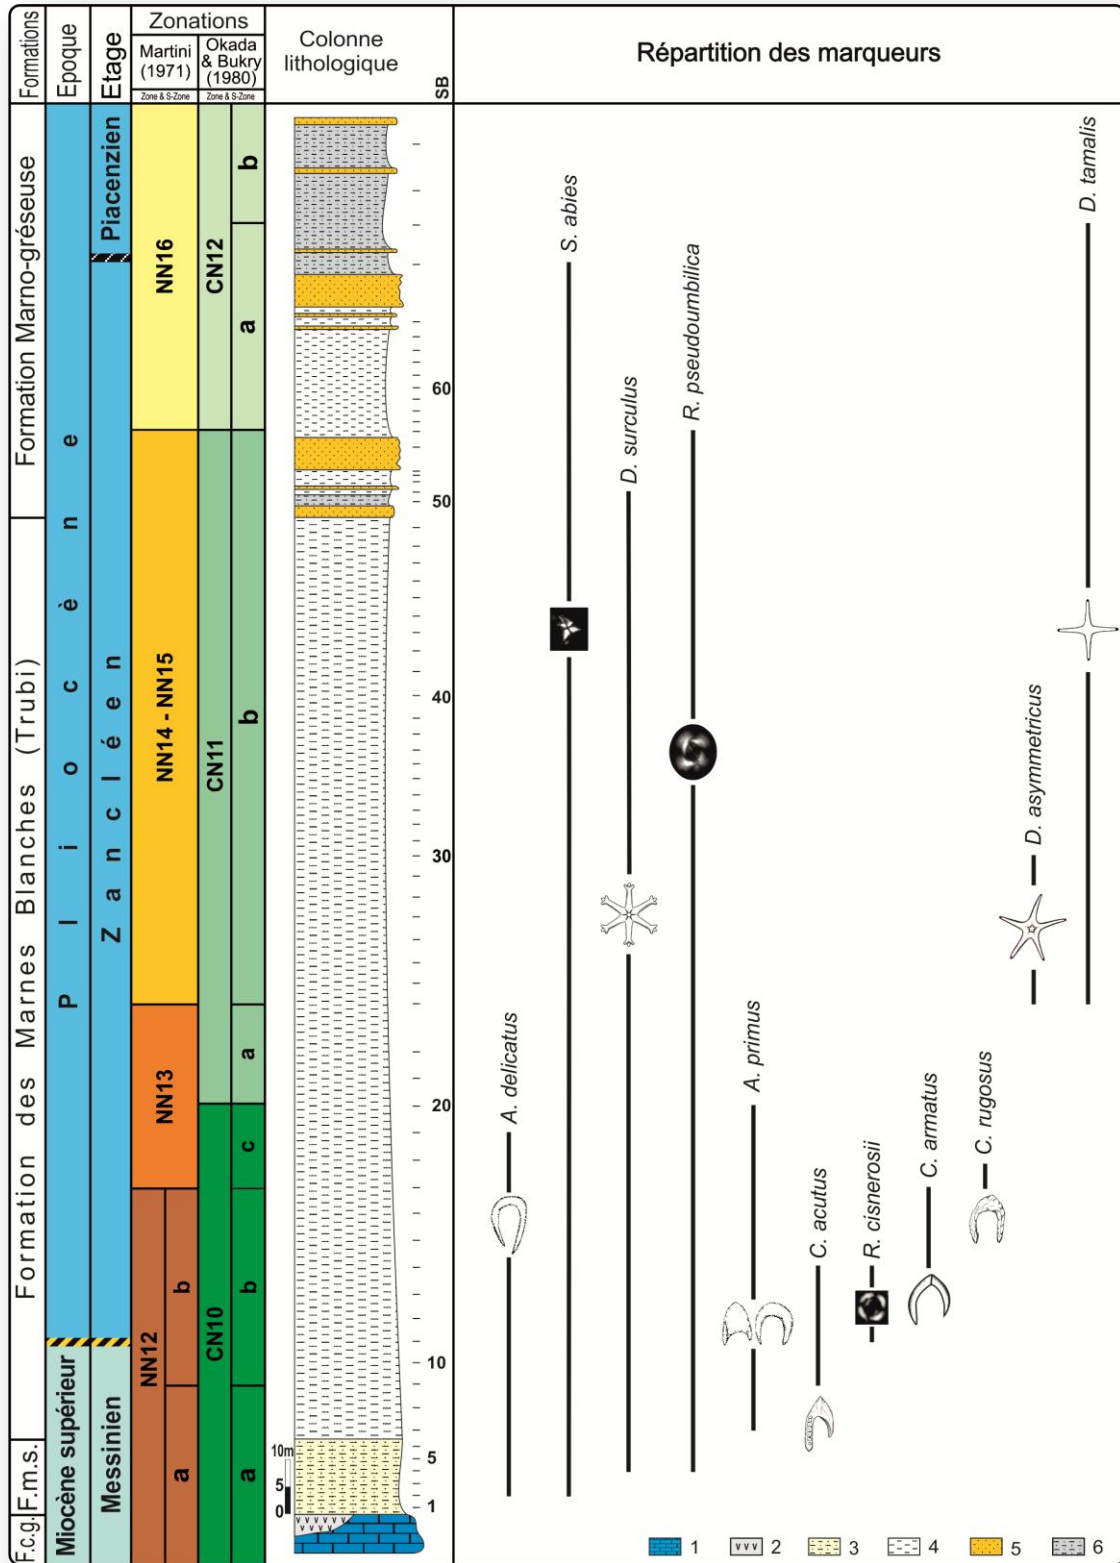 Formations
Epoque
Etage
Zonations
Martini
(1971)
Okada
& Bukry
(1980)
Zone & S-Zone
Zone & S-Zone
Colonne
lithologique
SB
Répartition des marqueurs
Formation Marno-gréseuse
Formation des Marnes Blanches (Trubi)
F.m.s.
F.c.g.
Pliocène
Miocène supérieur
Piacenzien
Zancléen
Messinien
NN16
NN14 - NN15
NN13
NN12
b
a
CN12
b
a
CN11
b
a
CN10
c
b
a
60
50
40
30
20
10
5
1
10m
5
0
A. delicatus
S. abies
D. surculus
R. pseudoumbilica
A. primus
C. acutus
R. cisnerosii
C. armatus
C. rugosus
D. asymmetricus
D. tamalis
1
2
3
4
5
6